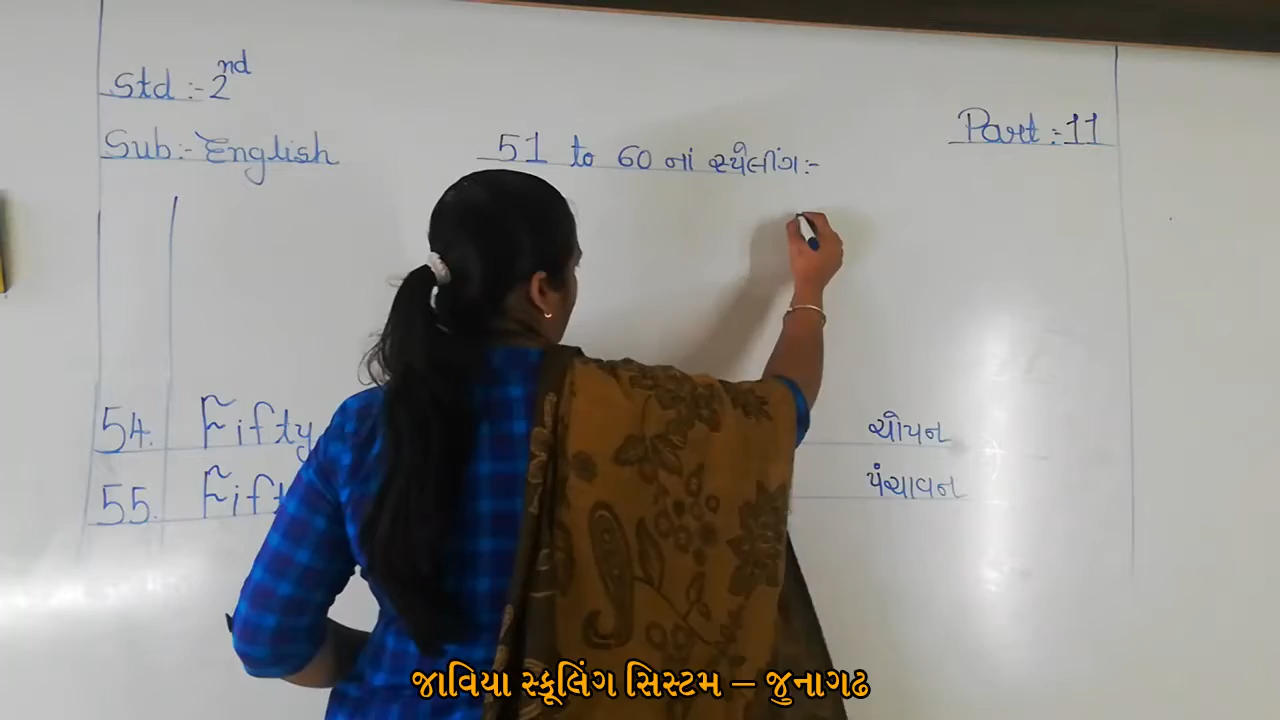 Std :- 2nd
Sub:- English
51 to 60 નાં સ્પેલીંગ:-
Part :- 11
54. Fifty ચોપન
55. Fift પંચાવન
જાવિયા સ્કૂલિંગ સિસ્ટમ – જુનાગઢ